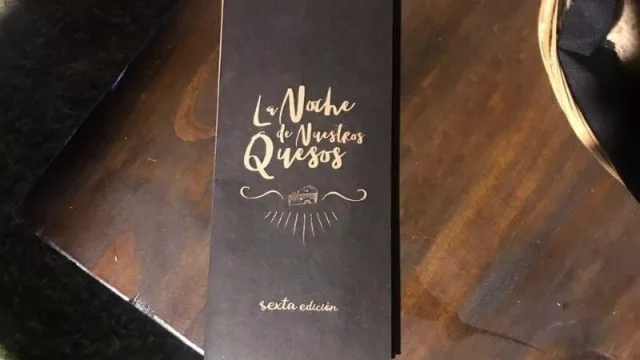 La Noche
de Nuestros
Quesos
sexta edición